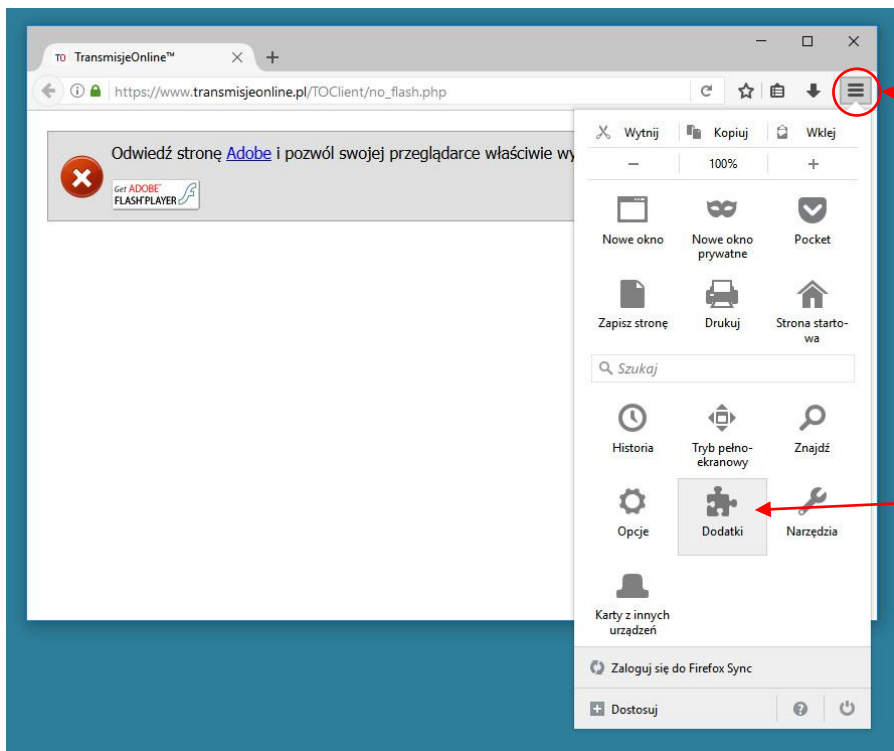 TO TransmisjeOnline™
https://www.transmisjeonline.pl/TOClient/no_flash.php
Odwiedź stronę Adobe i pozwól swojej przeglądarce właściwie wy
Get ADOBE®
FLASH® PLAYER
Wytnij Kopiuj Wklej
100%
Nowe okno Nowe okno prywatne Pocket
Zapisz stronę Drukuj Strona starto-
wa
Szukaj
Historia Tryb pełno-
ekranowy Znajdź
Opcje Dodatki Narzędzia
Karty z innych
urządzeń
Zaloguj się do Firefox Sync
Dostosuj